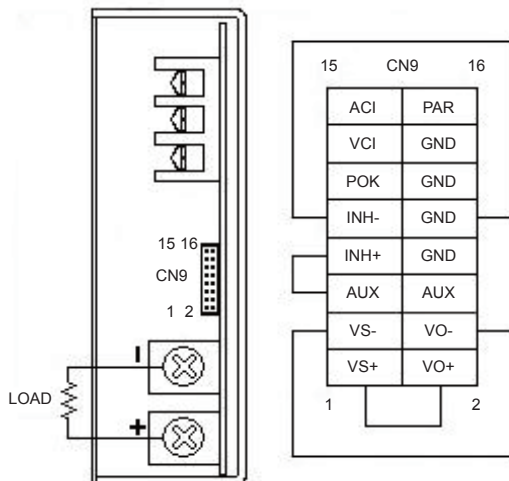 15 16
CN9
1 2
−
LOAD
+
15 CN9 16
ACI PAR
VCI GND
POK GND
INH- GND
INH+ GND
AUX AUX
VS- VO-
VS+ VO+
1 2